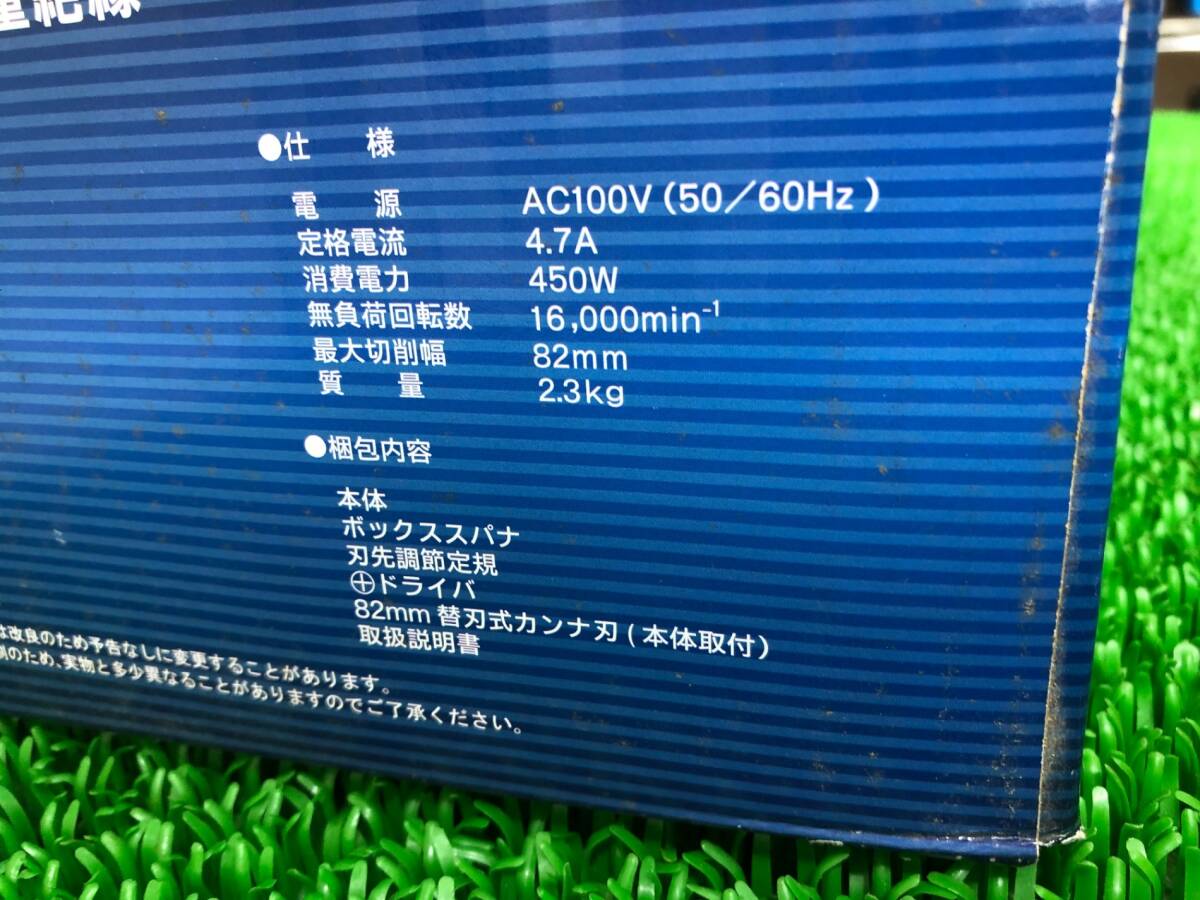 絶縁
●仕 様
電 源 AC100V(50/60Hz)
定格電流 4.7A
消費電力 450W
無負荷回転数 16,000min⁻¹
最大切削幅 82mm
質 量 2.3kg
●梱包内容
本体
ボックススパナ
刃先調節定規
⊕ドライバ
82mm替刃式カンナ刃(本体取付)
取扱説明書
は改良のため予告なしに変更することがあります。
のため、実物と多少異なることがありますのでご了承ください。